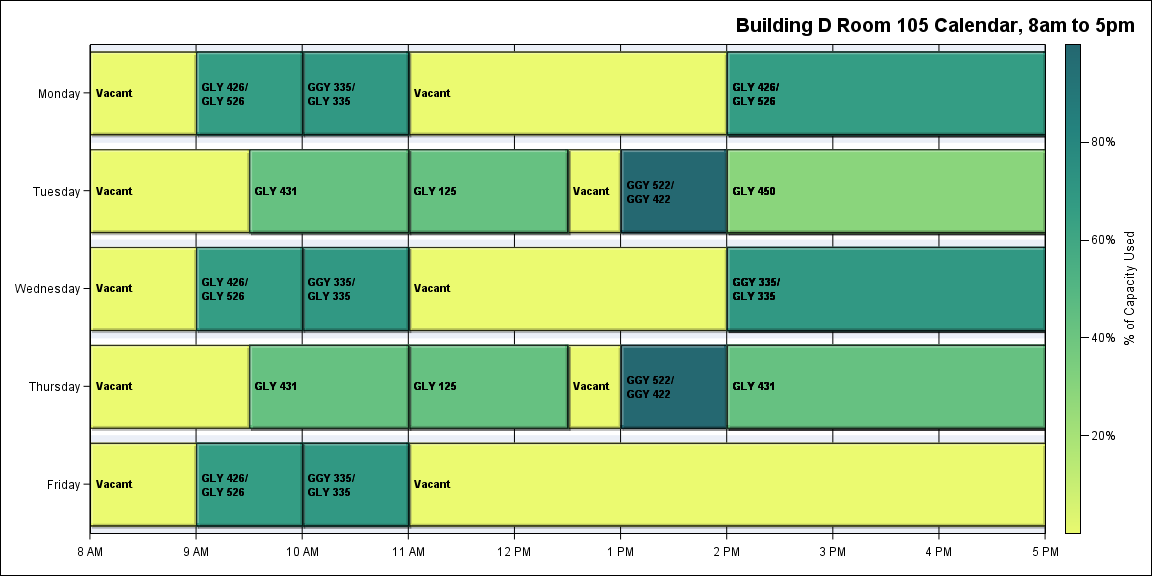 Building D Room 105 Calendar, 8am to 5pm
Monday
Vacant
GLY 426/
GLY 526
GGY 335/
GLY 335
Vacant
GLY 426/
GLY 526
Tuesday
Vacant
GLY 431
GLY 125
Vacant
GGY 522/
GGY 422
GLY 450
Wednesday
Vacant
GLY 426/
GLY 526
GGY 335/
GLY 335
Vacant
GGY 335/
GLY 335
Thursday
Vacant
GLY 431
GLY 125
Vacant
GGY 522/
GGY 422
GLY 431
Friday
Vacant
GLY 426/
GLY 526
GGY 335/
GLY 335
Vacant
8 AM
9 AM
10 AM
11 AM
12 PM
1 PM
2 PM
3 PM
4 PM
5 PM
80%
60%
40%
20%
% of Capacity Used